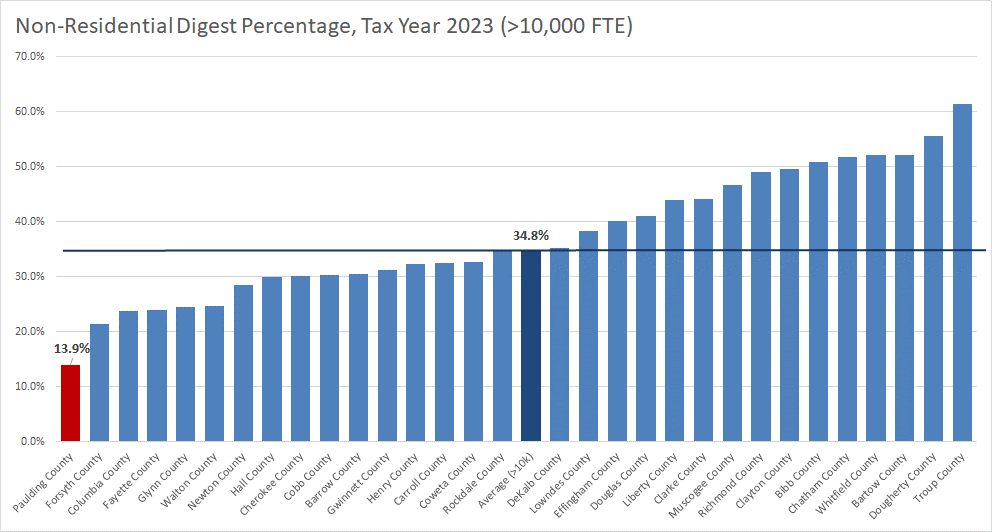 Non-Residential Digest Percentage, Tax Year 2023 (>10,000 FTE)
70.0%
60.0%
50.0%
40.0%
30.0%
20.0%
10.0%
0.0%
13.9%
34.8%
Paulding County
Forsyth County
Columbia County
Fayette County
Glynn County
Walton County
Newton County
Hall County
Cherokee County
Cobb County
Barrow County
Gwinnett County
Henry County
Carroll County
Coweta County
Rockdale County
Average (>10k)
DeKalb County
Lowndes County
Effingham County
Douglas County
Liberty County
Clarke County
Muscogee County
Richmond County
Clayton County
Bibb County
Chatham County
Whitfield County
Bartow County
Dougherty County
Troup County